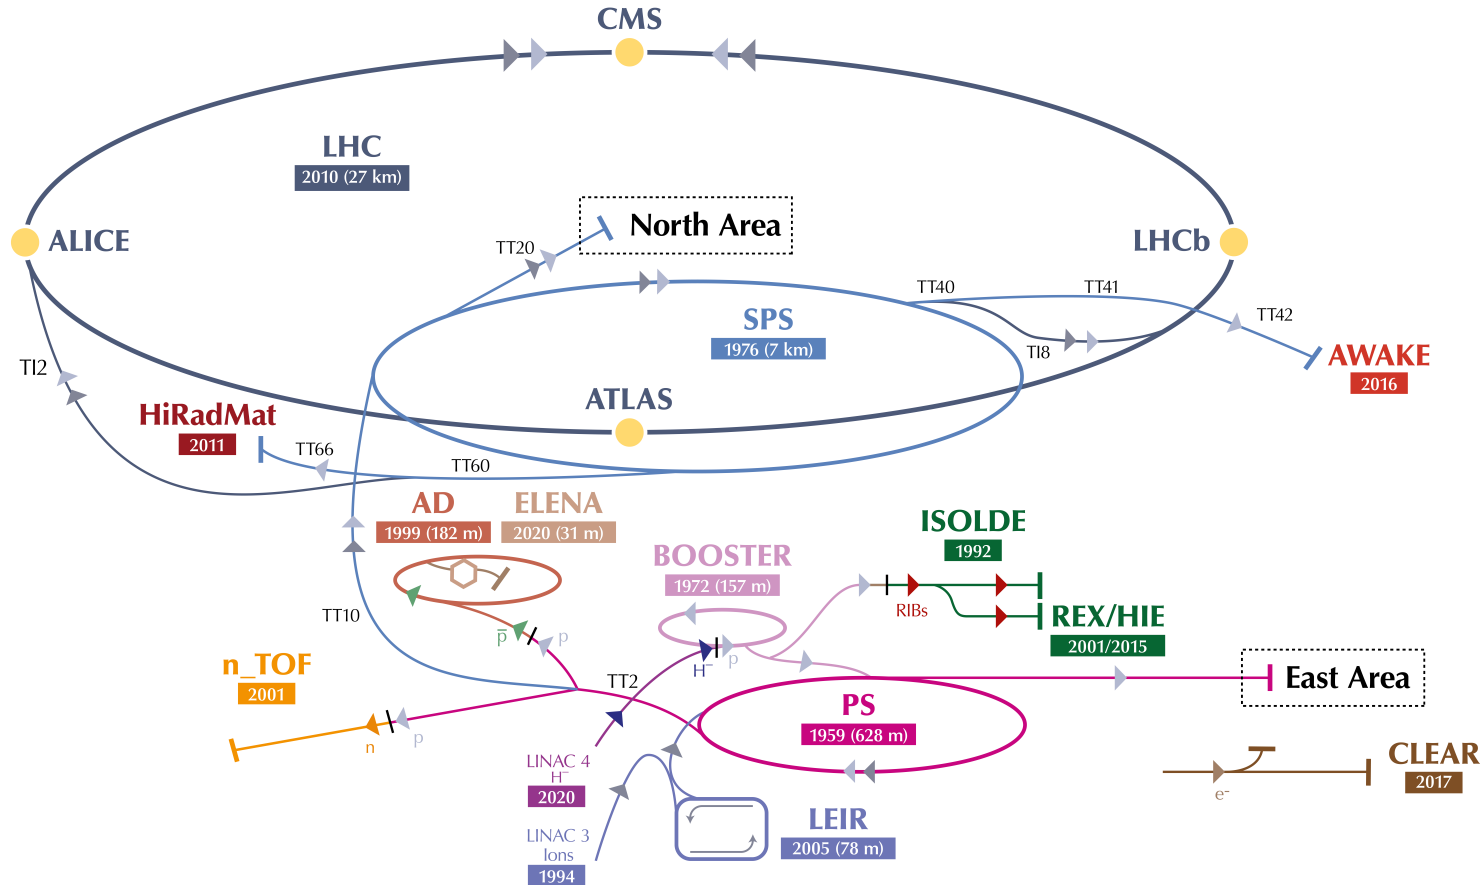 CMS
LHC
2010 (27 km)
North Area
ALICE
LHCb
TT20
TT40
TT41
TT42
SPS
1976 (7 km)
TI2
TI8
AWAKE
2016
ATLAS
HiRadMat
2011
TT66
TT60
AD
1999 (182 m)
ELENA
2020 (31 m)
ISOLDE
1992
BOOSTER
1972 (157 m)
RIBs
REX/HIE
2001/2015
TT10
p̅
p
H⁻
p
n_TOF
2001
TT2
East Area
PS
1959 (628 m)
n
p
LINAC 4
H⁻
2020
CLEAR
2017
e⁻
LEIR
2005 (78 m)
LINAC 3
Ions
1994